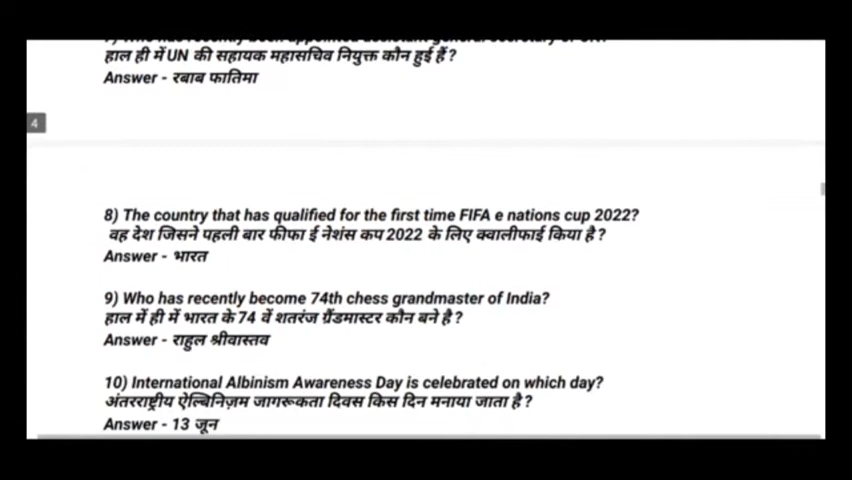 हाल ही में UN की सहायक महासचिव नियुक्त कौन हुई हैं ?
Answer - रबाब फातिमा
4
8) The country that has qualified for the first time FIFA e nations cup 2022?
वह देश जिसने पहली बार फीफा ई नेशंस कप 2022 के लिए क्वालीफाई किया है ?
Answer - भारत
9) Who has recently become 74th chess grandmaster of India?
हाल में ही में भारत के 74 वें शतरंज ग्रैंडमास्टर कौन बने है ?
Answer - राहुल श्रीवास्तव
10) International Albinism Awareness Day is celebrated on which day?
अंतरराष्ट्रीय ऐल्बिनिज़म जागरूकता दिवस किस दिन मनाया जाता है ?
Answer - 13 जून